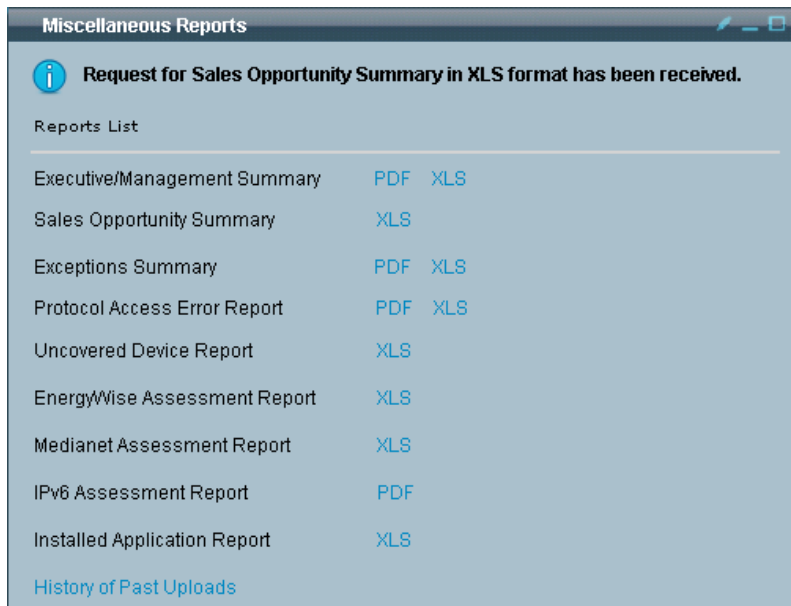 Miscellaneous Reports
Request for Sales Opportunity Summary in XLS format has been received.
Reports List
Executive/Management Summary PDF XLS
Sales Opportunity Summary XLS
Exceptions Summary PDF XLS
Protocol Access Error Report PDF XLS
Uncovered Device Report XLS
EnergyWise Assessment Report XLS
Medianet Assessment Report XLS
IPv6 Assessment Report PDF
Installed Application Report XLS
History of Past Uploads